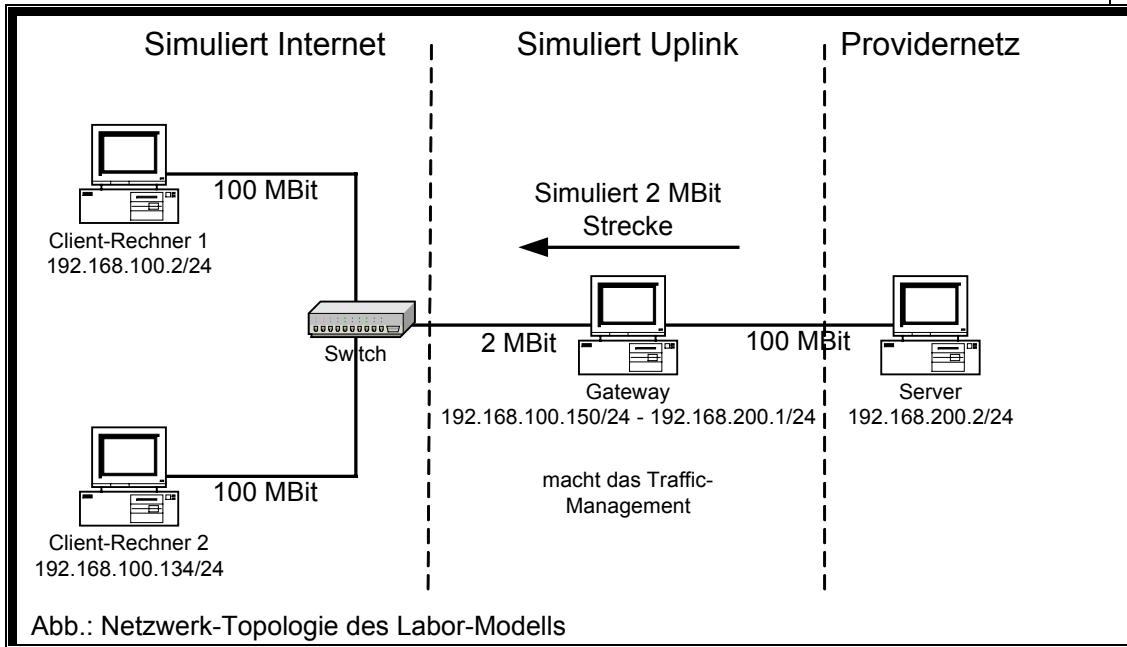 Simuliert Internet
Simuliert Uplink
Providernetz
Client-Rechner 1
192.168.100.2/24
100 MBit
Simuliert 2 MBit
Strecke
Switch
2 MBit
Gateway
192.168.100.150/24 - 192.168.200.1/24
100 MBit
Server
192.168.200.2/24
macht das Traffic-
Management
100 MBit
Client-Rechner 2
192.168.100.134/24
Abb.: Netzwerk-Topologie des Labor-Modells